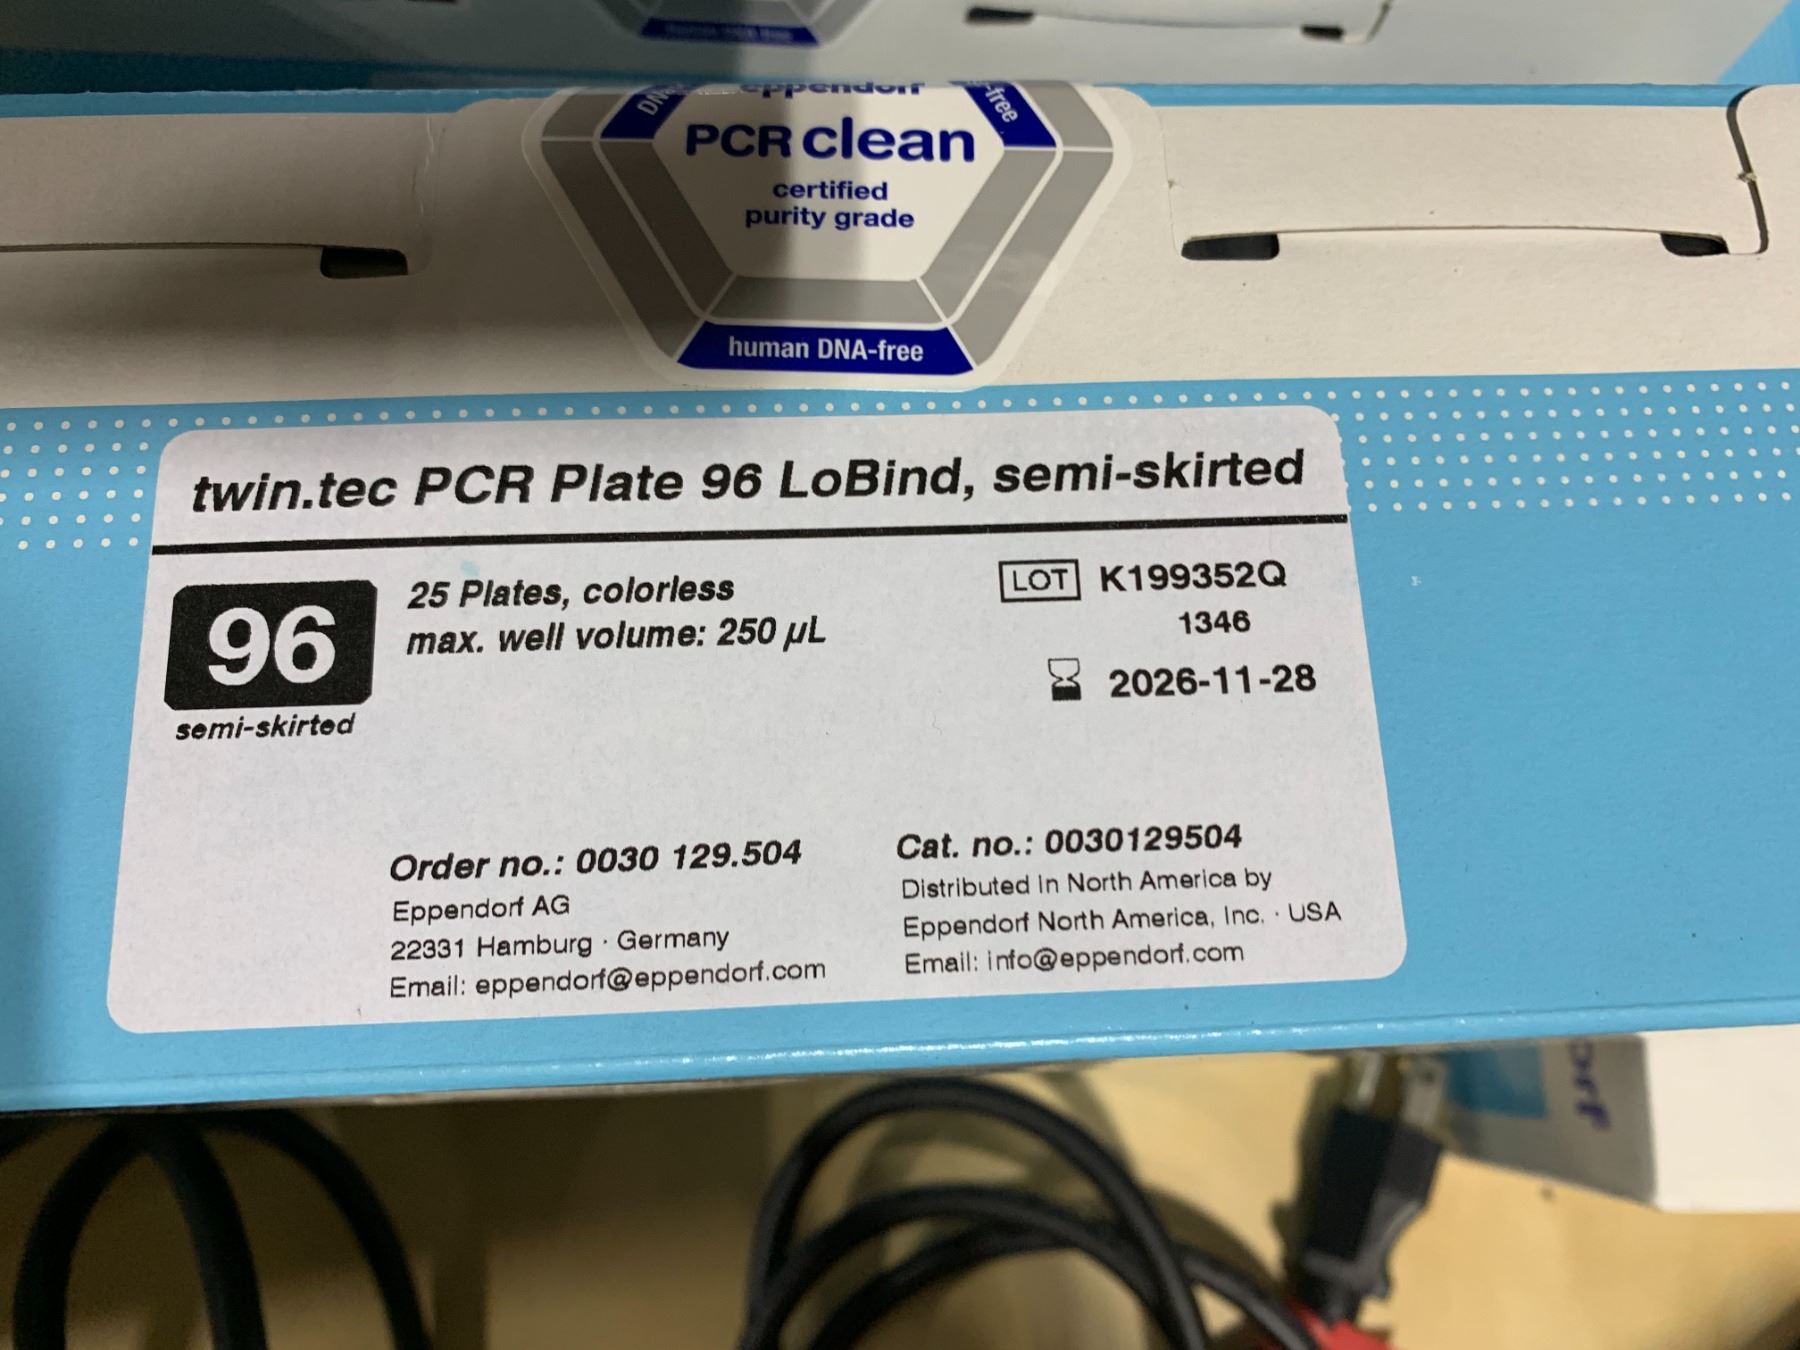 eppendorf
-free
PCR clean
certified
purity grade
human DNA-free
twin.tec PCR Plate 96 LoBind, semi-skirted
96
semi-skirted
25 Plates, colorless
max. well volume: 250 µL
LOT K199352Q
1346
2026-11-28
Order no.: 0030 129.504
Eppendorf AG
22331 Hamburg · Germany
Email: eppendorf@eppendorf.com
Cat. no.: 0030129504
Distributed in North America by
Eppendorf North America, Inc. · USA
Email: info@eppendorf.com